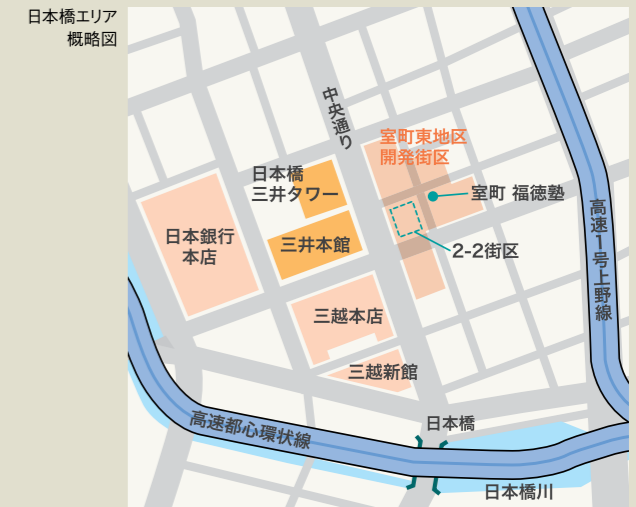 日本橋エリア
概略図
中央通り
室町東地区
開発街区
日本橋
三井タワー
室町 福徳塾
日本銀行
本店
三井本館
2-2街区
高速1号上野線
三越本店
三越新館
高速都心環状線
日本橋
日本橋川